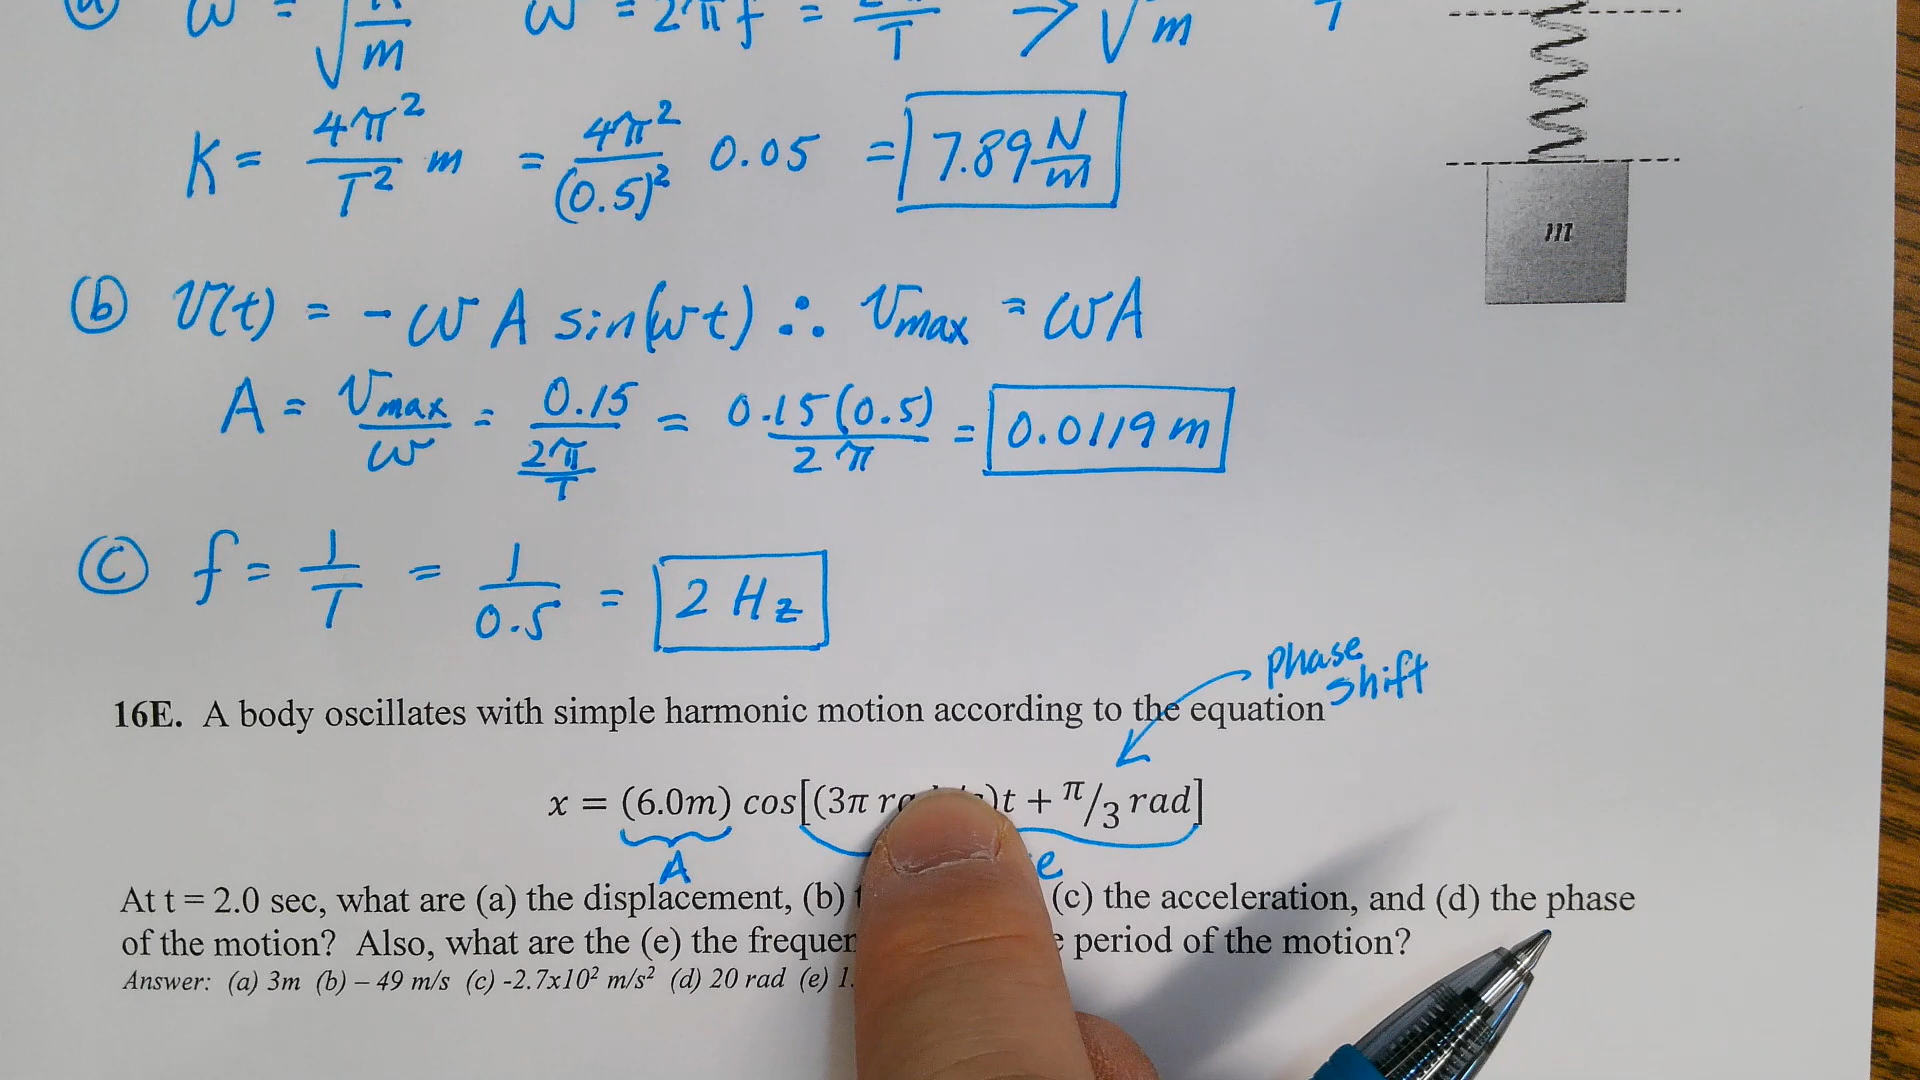 K = 4π² / T² m = 4π² / (0.5)² 0.05 = 7.89 N/m
m
(b) v(t) = -ωA sin(ωt) ∴ vmax = ωA
A = vmax / ω = 0.15 / (2π / T) = 0.15(0.5) / 2π = 0.0119 m
(c) f = 1 / T = 1 / 0.5 = 2 Hz
phase shift
16E. A body oscillates with simple harmonic motion according to the equation
x = (6.0m) cos[(3π )t + π/3 rad]
A
At t = 2.0 sec, what are (a) the displacement, (b) (c) the acceleration, and (d) the phase
of the motion? Also, what are the (e) the period of the motion?
Answer: (a) 3m (b) – 49 m/s (c) -2.7x10² m/s² (d) 20 rad (e) 1.